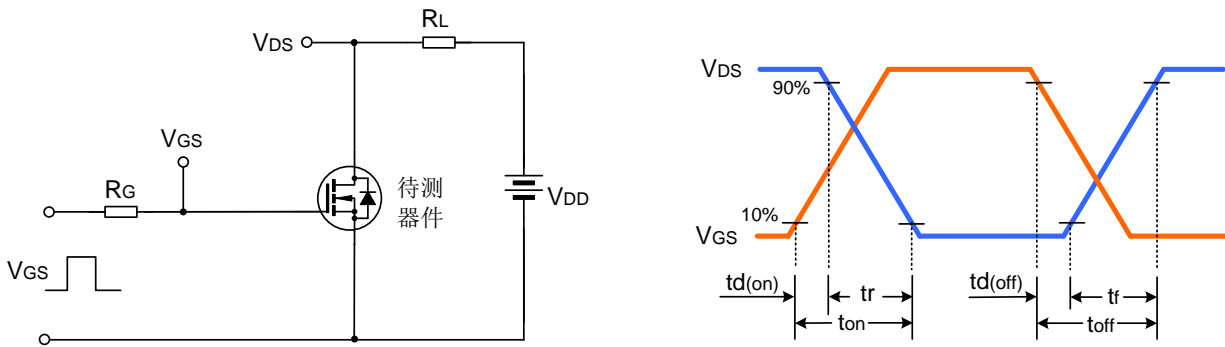 RL
VDS
VGS
RG
待测
器件
VDD
VGS
VDS
90%
10%
VGS
td(on)
tr
td(off)
tf
ton
toff